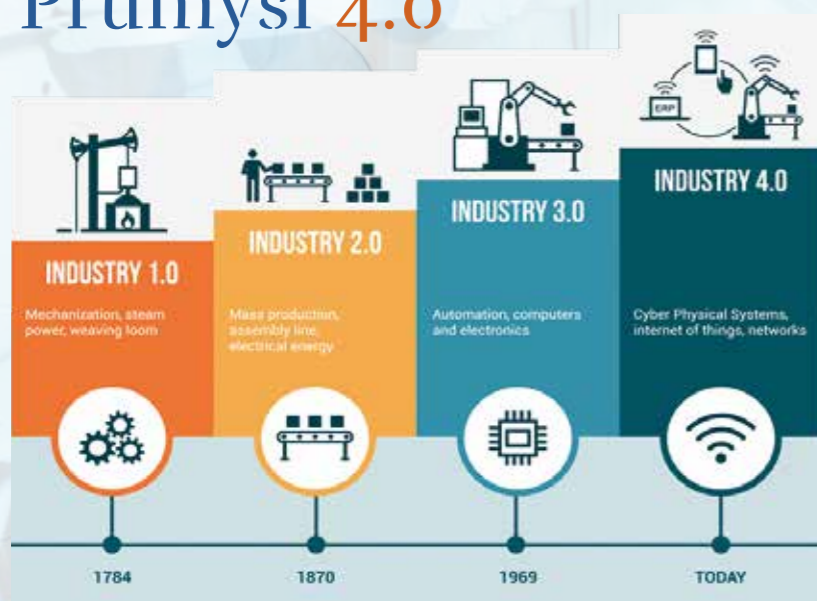 Průmysl 4.0
ERP
INDUSTRY 1.0
Mechanization, steam
power, weaving loom
INDUSTRY 2.0
Mass production,
assembly line,
electrical energy
INDUSTRY 3.0
Automation, computers
and electronics
INDUSTRY 4.0
Cyber Physical Systems,
internet of things, networks
1784
1870
1969
TODAY